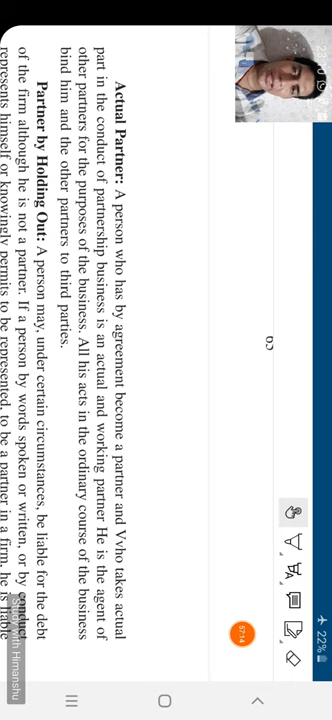 22%
65
57:14
Actual Partner: A person who has by agreement become a partner and Vvho takes actual
part in the conduct of partnership business is an actual and working partner He is the agent of
other partners for the purposes of the business. All his acts in the ordinary course of the business
bind him and the other partners to third parties.
Partner by Holding Out: A person may, under certain circumstances, be liable for the debt
of the firm although he is not a partner. If a person by words spoken or written, or by conduct
represents himself or knowingly permits to be represented, to be a partner in a firm, he is liable
with Himanshu